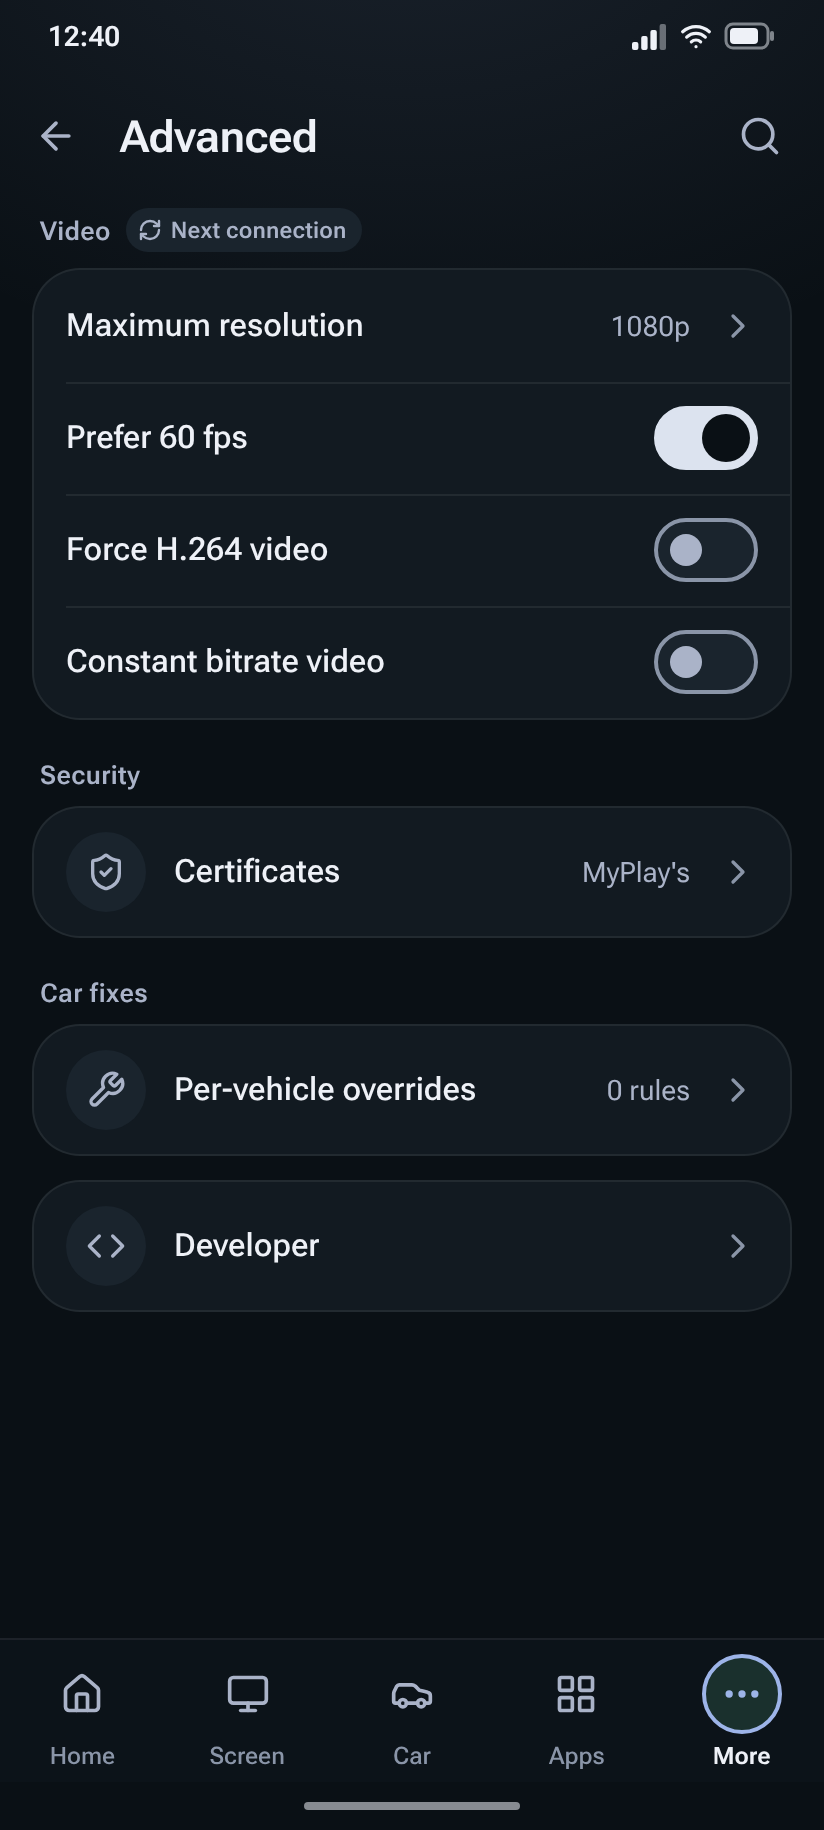 12:40
Advanced
Video
Next connection
Maximum resolution
1080p
Prefer 60 fps
Force H.264 video
Constant bitrate video
Security
Certificates
MyPlay's
Car fixes
Per-vehicle overrides
0 rules
Developer
Home
Screen
Car
Apps
More